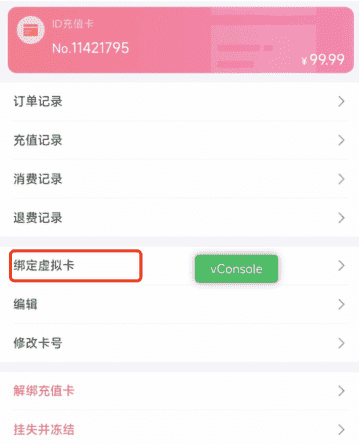 ID充值卡
No.11421795
¥99.99
订单记录
充值记录
消费记录
退费记录
绑定虚拟卡
vConsole
编辑
修改卡号
解绑充值卡
挂失并冻结